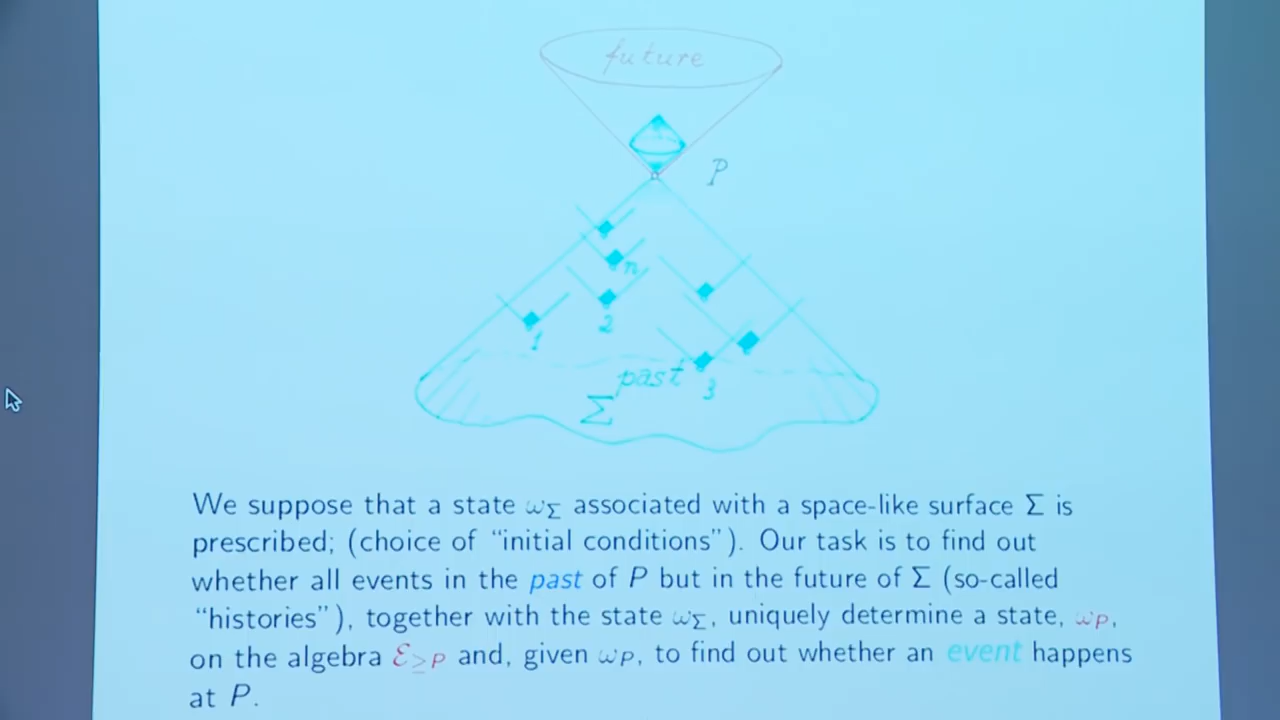 future
P
n
1
2
past
3
Σ
We suppose that a state ω_Σ associated with a space-like surface Σ is
prescribed; (choice of “initial conditions”). Our task is to find out
whether all events in the past of P but in the future of Σ (so-called
“histories”), together with the state ω_Σ, uniquely determine a state, ω_P,
on the algebra ℰ_≥P and, given ω_P, to find out whether an event happens
at P.